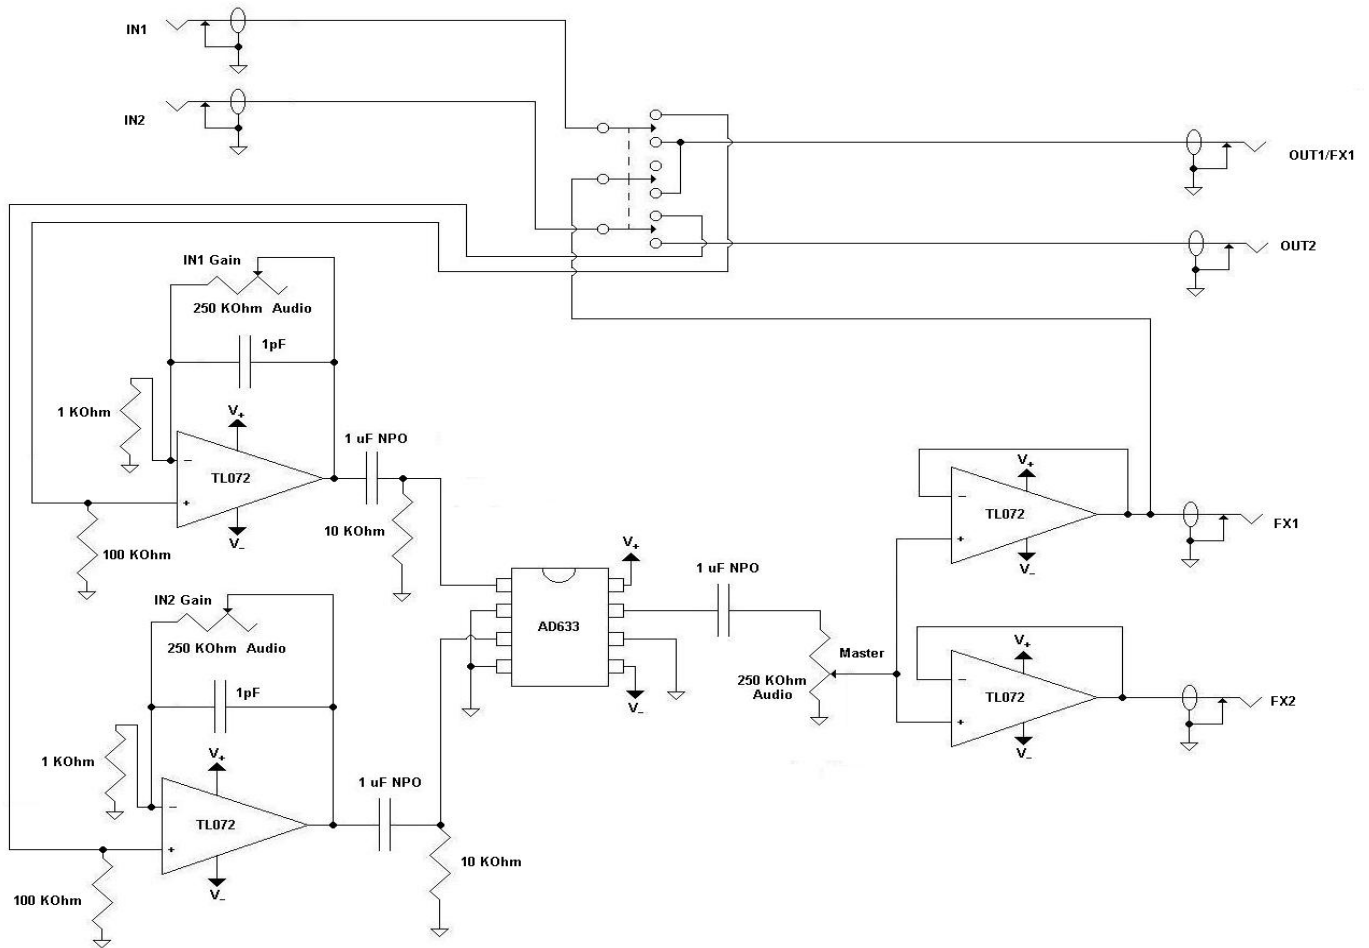 IN1
IN2
OUT1/FX1
OUT2
IN1 Gain
250 KOhm Audio
1pF
1 KOhm
V+
−
TL072
+
V−
1 uF NPO
100 KOhm
10 KOhm
IN2 Gain
250 KOhm Audio
1pF
1 KOhm
V+
−
TL072
+
V−
1 uF NPO
100 KOhm
10 KOhm
AD633
V+
V−
1 uF NPO
Master
250 KOhm
Audio
V+
−
TL072
+
V−
FX1
V+
−
TL072
+
V−
FX2